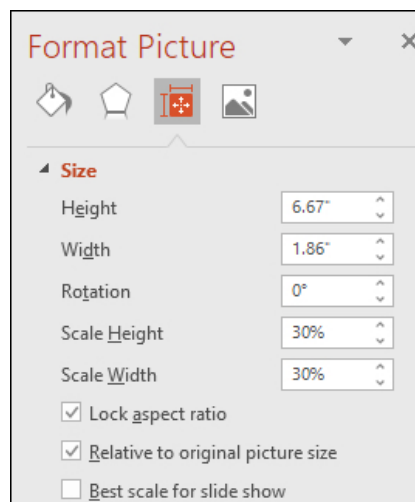 Format Picture
Size
Height 6.67"
Width 1.86"
Rotation 0°
Scale Height 30%
Scale Width 30%
Lock aspect ratio
Relative to original picture size
Best scale for slide show